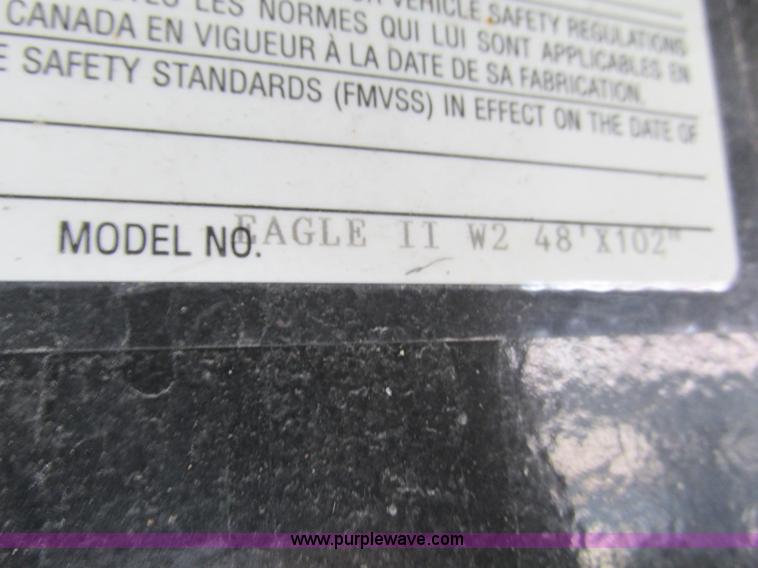 VEHICLE SAFETY REGULATIONS
LES NORMES QUI LUI SONT APPLICABLES EN
CANADA EN VIGUEUR À LA DATE DE SA FABRICATION.
SAFETY STANDARDS (FMVSS) IN EFFECT ON THE DATE OF
MODEL NO. EAGLE II W2 48'X102"
www.purplewave.com